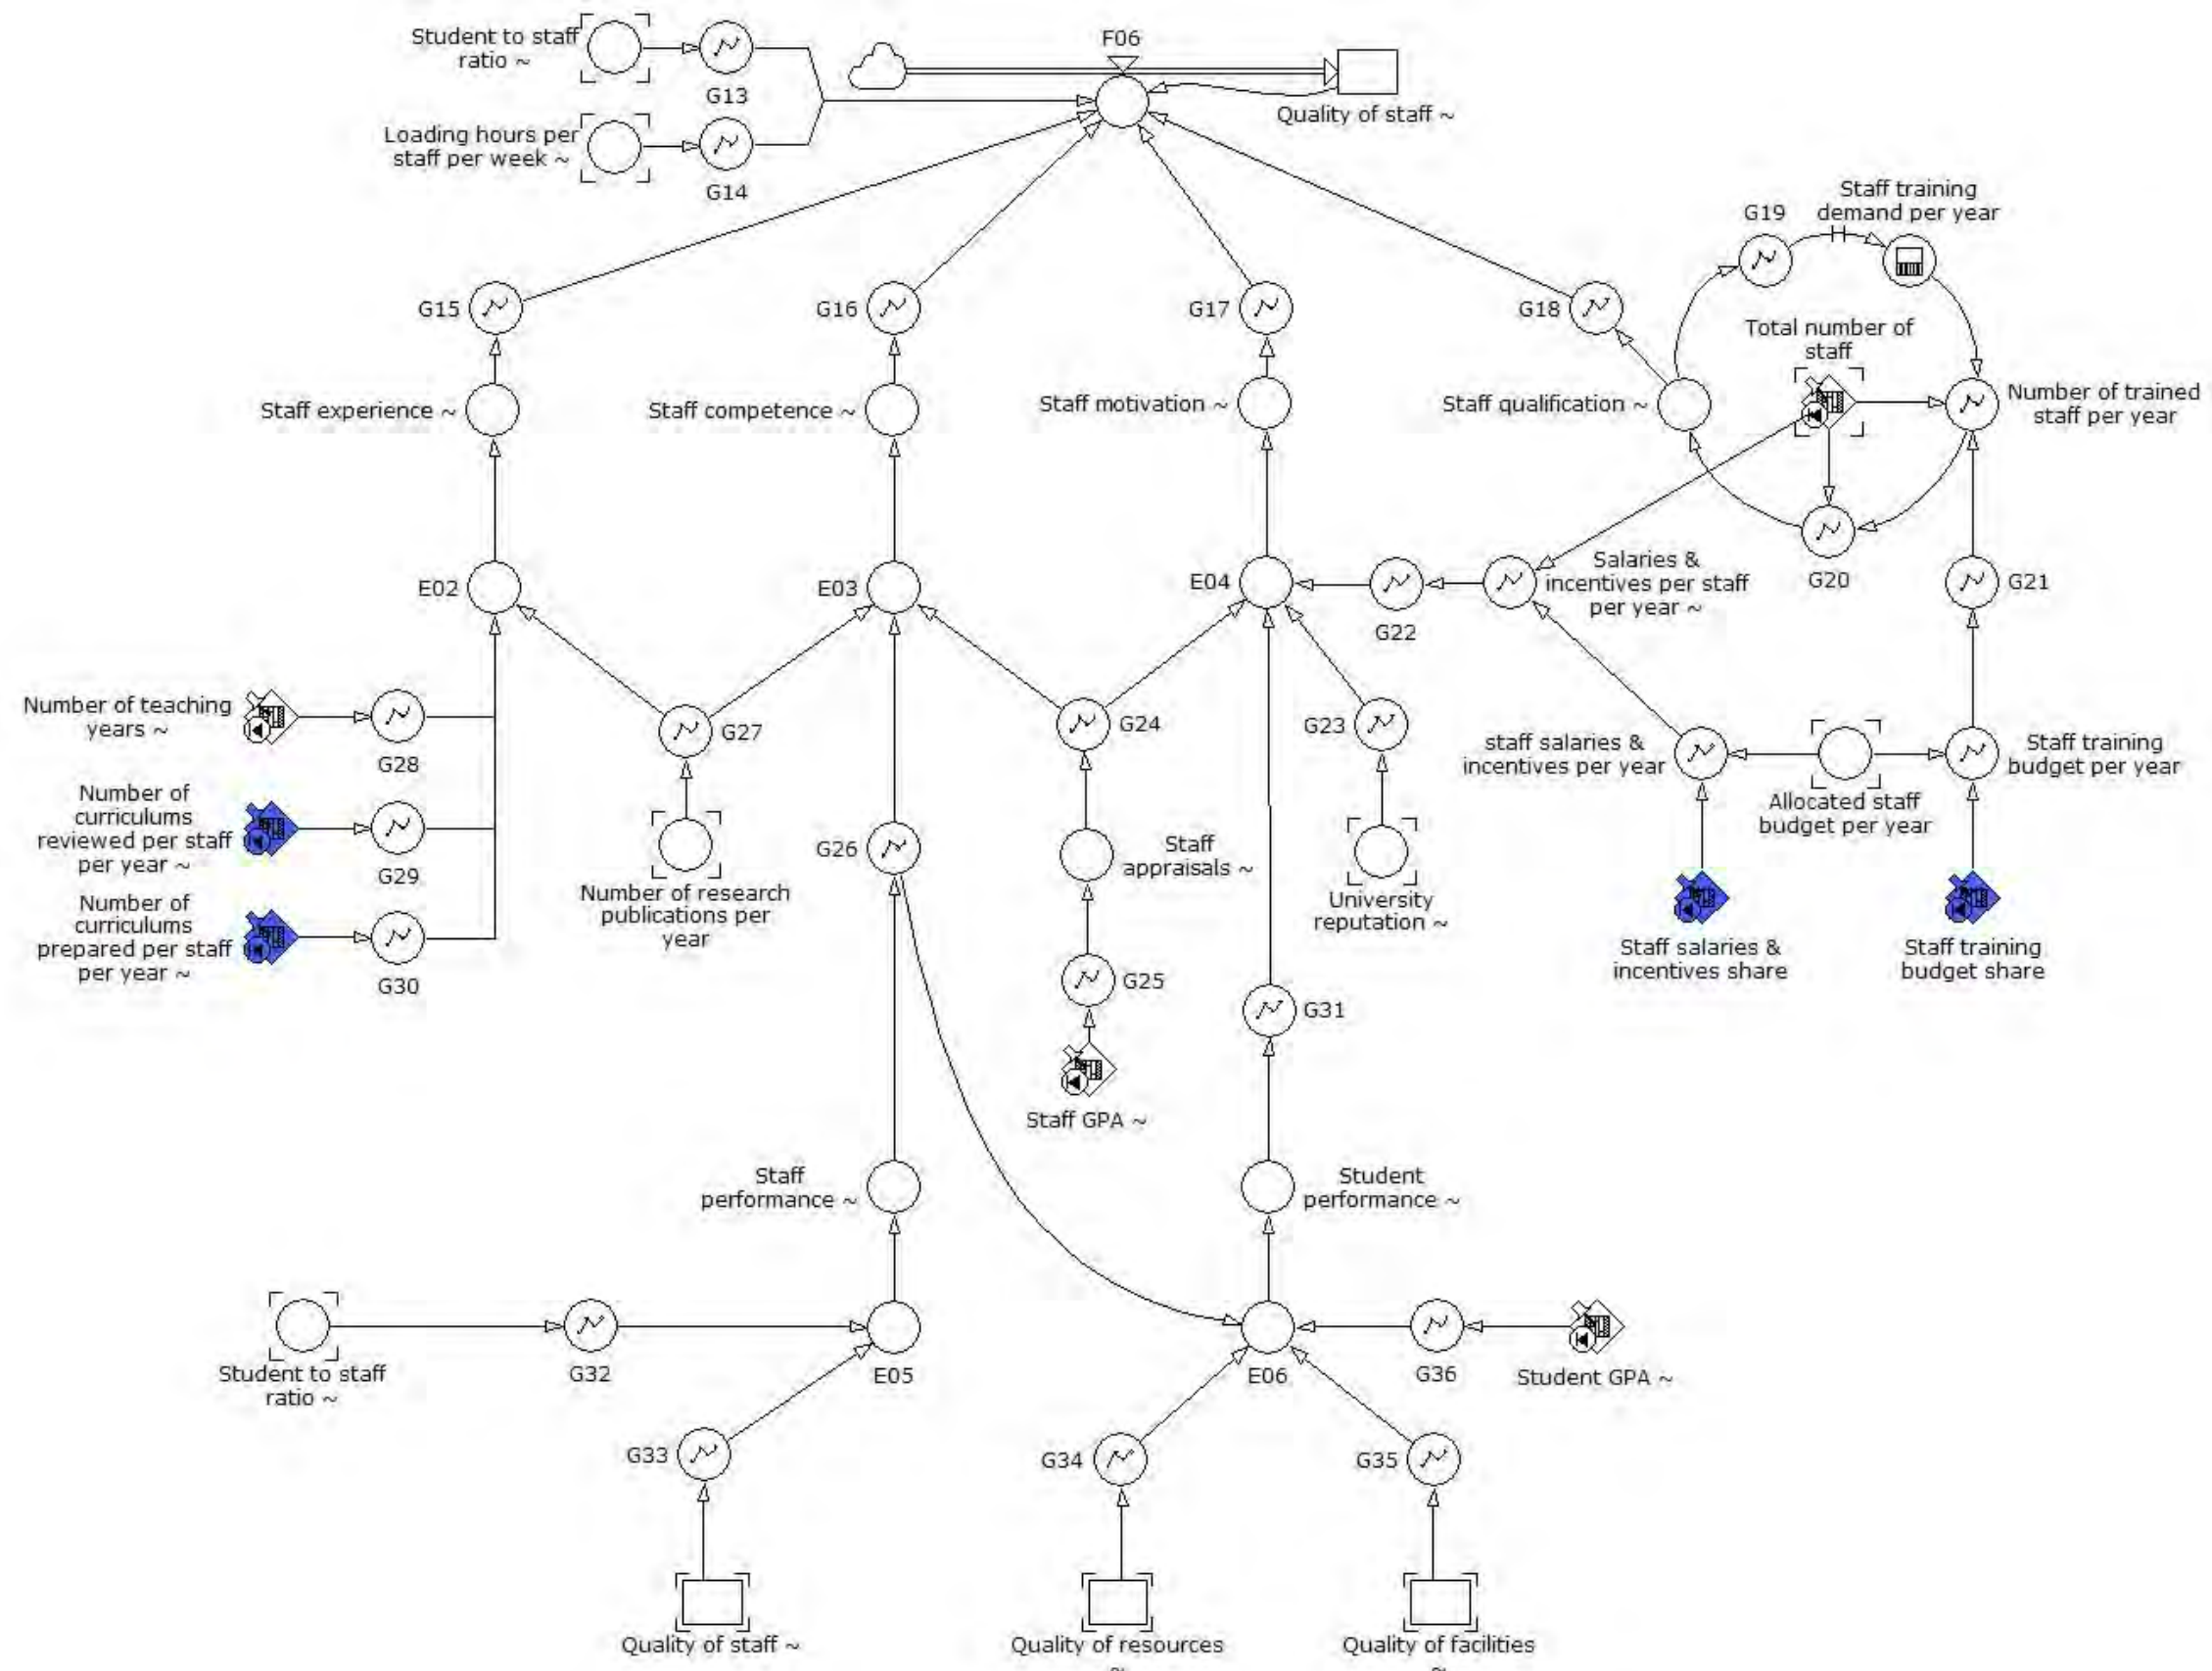 Student to staff
ratio ~
G13
F06
Quality of staff ~
Loading hours per
staff per week ~
G14
Staff training
demand per year
G19
G15
G16
G17
G18
Total number of
staff
Staff experience ~
Staff competence ~
Staff motivation ~
Staff qualification ~
Number of trained
staff per year
E02
E03
E04
G22
Salaries &
incentives per staff
per year ~
G20
G21
Number of teaching
years ~
G28
G27
G24
G23
staff salaries &
incentives per year
Allocated staff
budget per year
Staff training
budget per year
Number of
curriculums
reviewed per staff
per year ~
G29
G26
Number of research
publications per
year
Staff
appraisals ~
University
reputation ~
Number of
curriculums
prepared per staff
per year ~
G30
G25
G31
Staff salaries &
incentives share
Staff training
budget share
Staff GPA ~
Staff
performance ~
Student
performance ~
Student to staff
ratio ~
G32
E05
E06
G36
Student GPA ~
G33
G34
G35
Quality of staff ~
Quality of resources
~
Quality of facilities
~